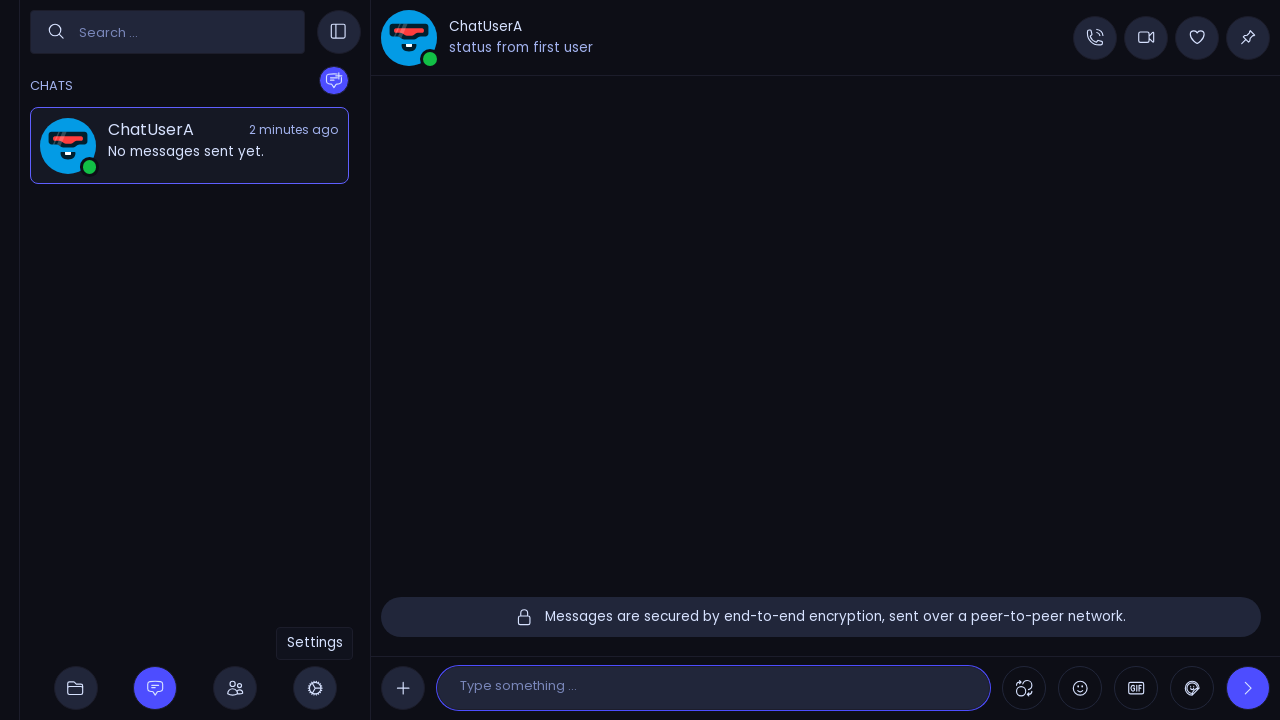 Search ...
CHATS
ChatUserA
2 minutes ago
No messages sent yet.
Settings
ChatUserA
status from first user
Messages are secured by end-to-end encryption, sent over a peer-to-peer network.
Type something ...
GIF